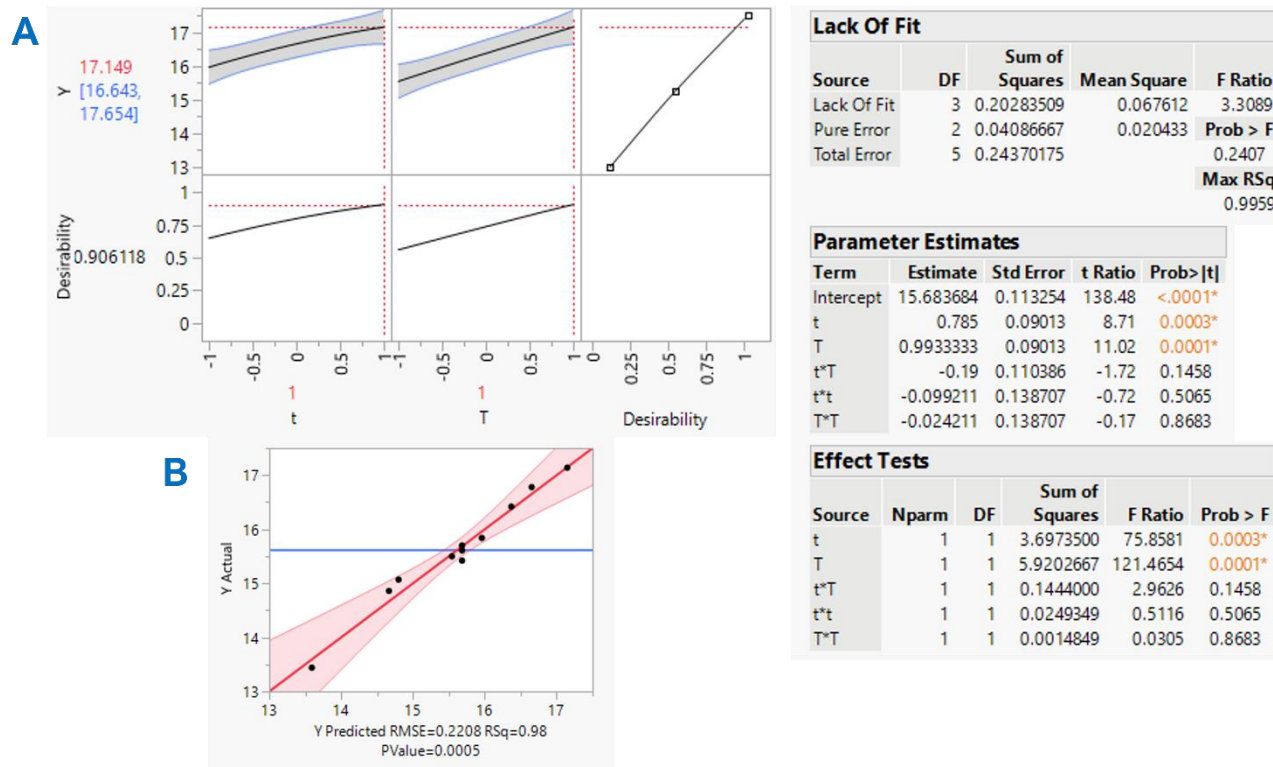 A
17
16
15
14
13
Y
17.149
[16.643,
17.654]
1
0.75
0.5
0.25
0
Desirability
0.906118
-1
-0.5
0
0.5
1
-1
-0.5
0
0.5
1
0
0.25
0.5
0.75
1
1
t
1
T
Desirability
B
17
16
15
14
13
Y Actual
13 14 15 16 17
Y Predicted RMSE=0.2208 RSq=0.98
PValue=0.0005
Lack Of Fit
Sum of
Source DF Squares Mean Square F Ratio
Lack Of Fit 3 0.20283509 0.067612 3.3089
Pure Error 2 0.04086667 0.020433 Prob > F
Total Error 5 0.24370175 0.2407
Max RSq
0.9959
Parameter Estimates
Term Estimate Std Error t Ratio Prob>|t|
Intercept 15.683684 0.113254 138.48 <.0001*
t 0.785 0.09013 8.71 0.0003*
T 0.9933333 0.09013 11.02 0.0001*
t*T -0.19 0.110386 -1.72 0.1458
t*t -0.099211 0.138707 -0.72 0.5065
T*T -0.024211 0.138707 -0.17 0.8683
Effect Tests
Sum of
Source Nparm DF Squares F Ratio Prob > F
t 1 1 3.6973500 75.8581 0.0003*
T 1 1 5.9202667 121.4654 0.0001*
t*T 1 1 0.1444000 2.9626 0.1458
t*t 1 1 0.0249349 0.5116 0.5065
T*T 1 1 0.0014849 0.0305 0.8683